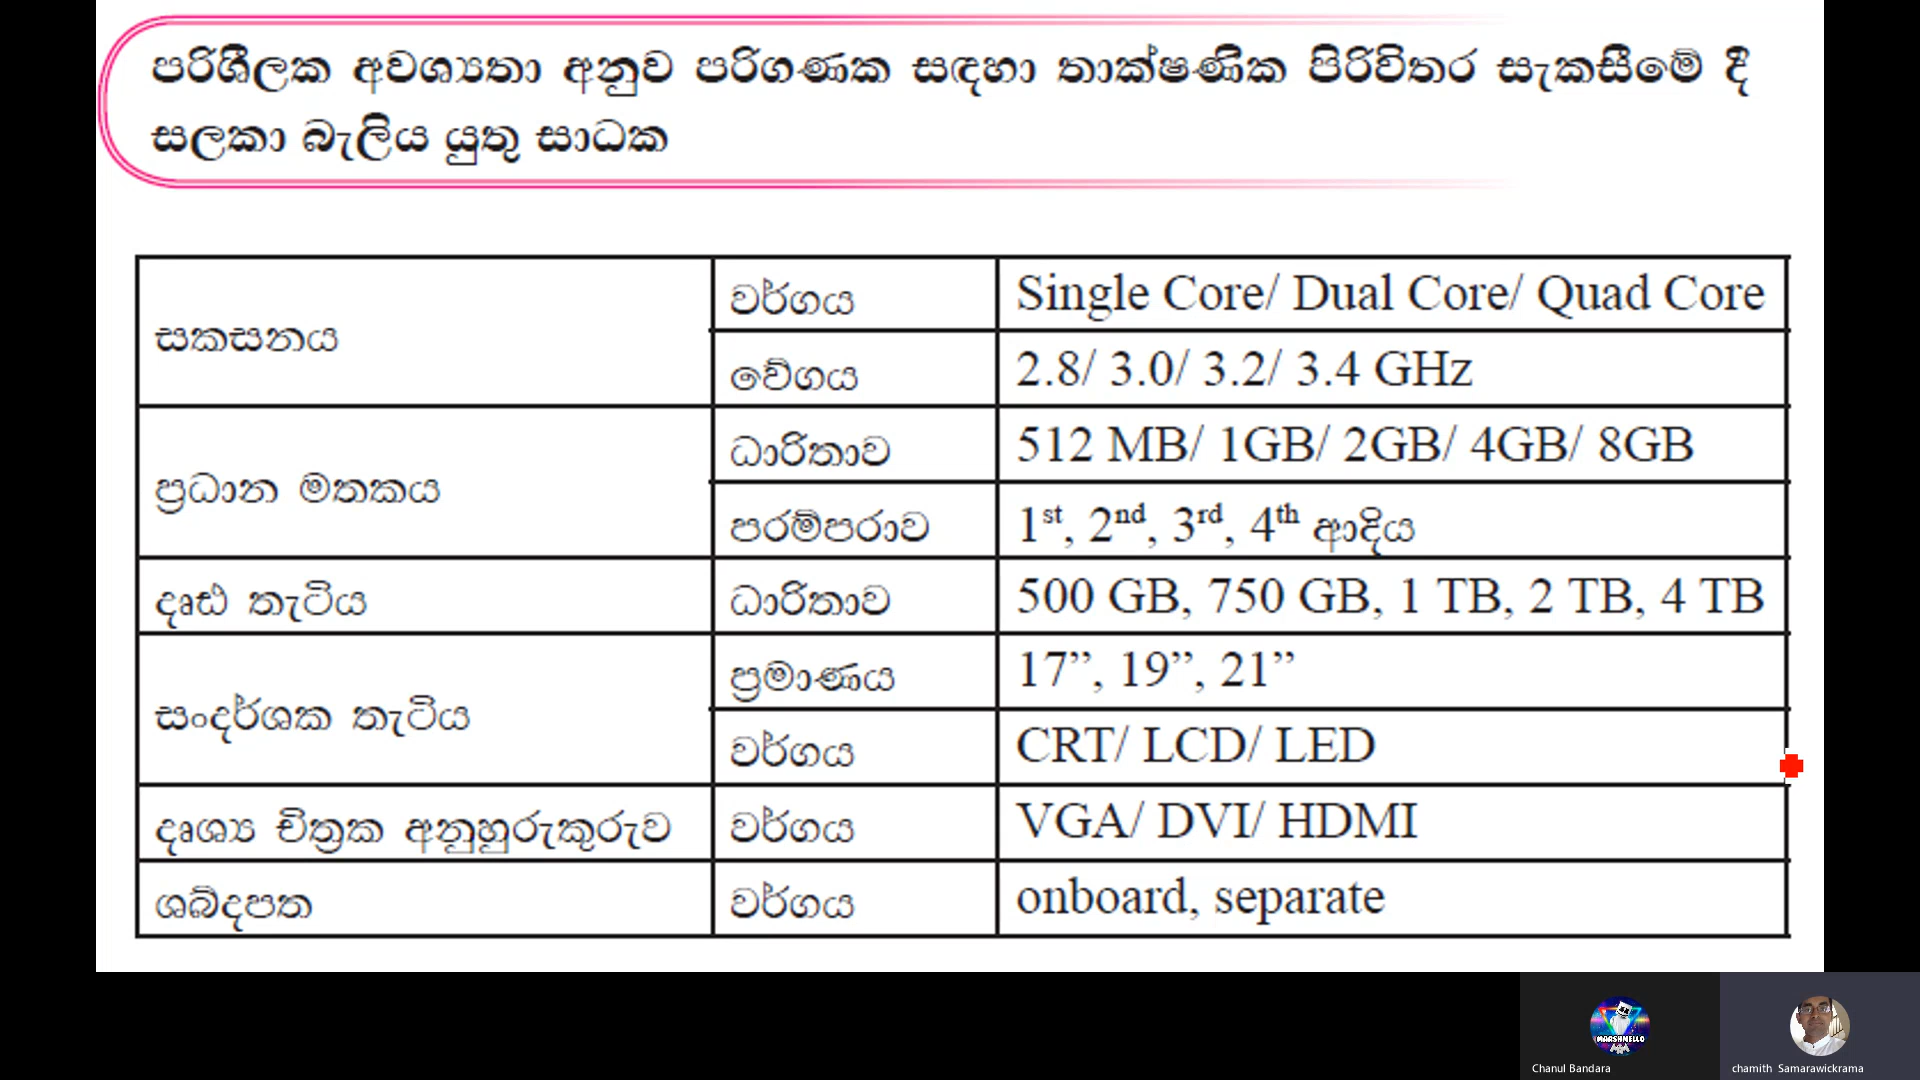 පරිශීලක අවශ්‍යතා අනුව පරිගණක සඳහා තාක්ෂණික පිරිවිතර සැකසීමේ දී
සලකා බැලිය යුතු සාධක
සකසනය
වර්ගය
Single Core/ Dual Core/ Quad Core
වේගය
2.8/ 3.0/ 3.2/ 3.4 GHz
ප්‍රධාන මතකය
ධාරිතාව
512 MB/ 1GB/ 2GB/ 4GB/ 8GB
පරම්පරාව
1st, 2nd, 3rd, 4th ආදිය
දෘඪ තැටිය
ධාරිතාව
500 GB, 750 GB, 1 TB, 2 TB, 4 TB
සංදර්ශක තැටිය
ප්‍රමාණය
17”, 19”, 21”
වර්ගය
CRT/ LCD/ LED
දෘශ්‍ය චිත්‍රක අනුහුරුකුරුව
වර්ගය
VGA/ DVI/ HDMI
ශබ්දපත
වර්ගය
onboard, separate
MARSHMELLO
Chanul Bandara
chamith Samarawickrama